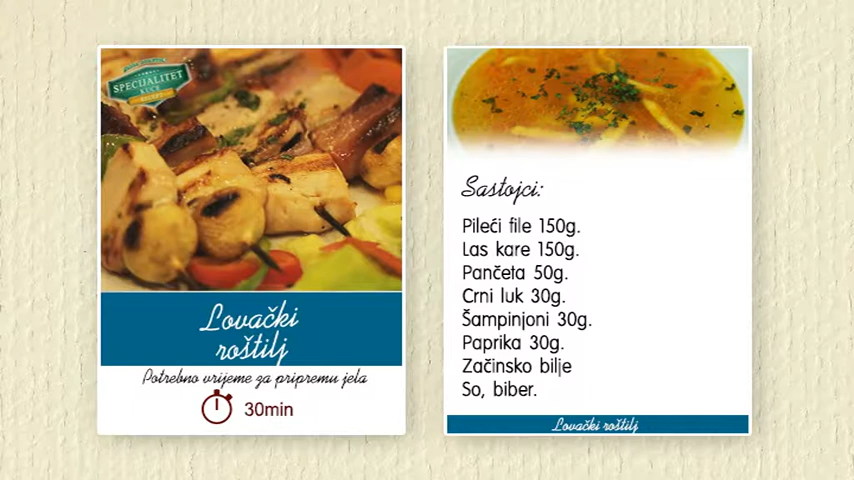 SPECIJALITET
KUĆE
Lovački
roštilj
Potrebno vrijeme za pripremu jela
30min
Sastojci:
Pileći file 150g.
Las kare 150g.
Pančeta 50g.
Crni luk 30g.
Šampinjoni 30g.
Paprika 30g.
Začinsko bilje
So, biber.
Lovački roštilj